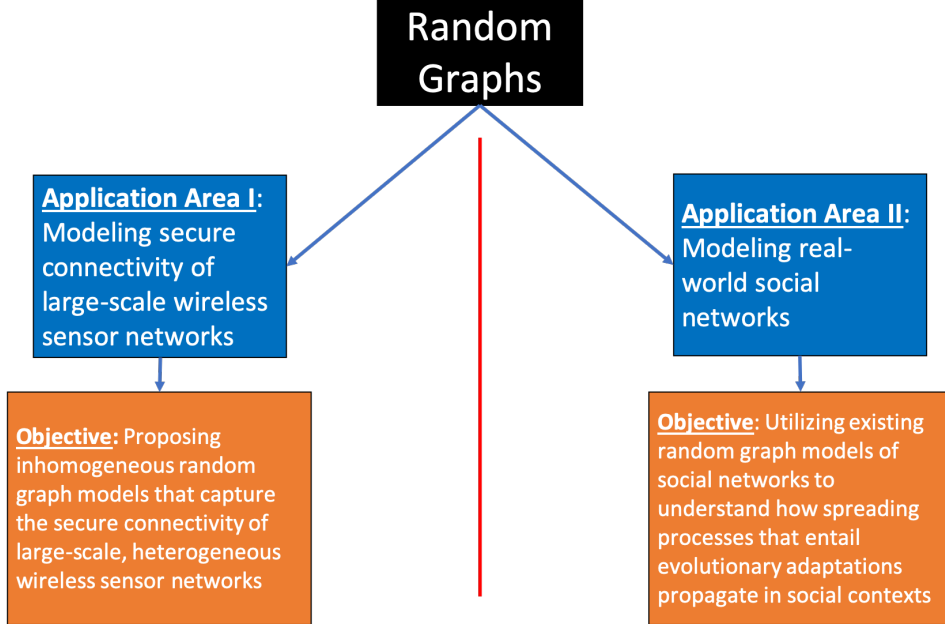 Random
Graphs
Application Area I:
Modeling secure
connectivity of
large-scale wireless
sensor networks
Application Area II:
Modeling real-
world social
networks
Objective: Proposing
inhomogeneous random
graph models that capture
the secure connectivity of
large-scale, heterogeneous
wireless sensor networks
Objective: Utilizing existing
random graph models of
social networks to
understand how spreading
processes that entail
evolutionary adaptations
propagate in social contexts